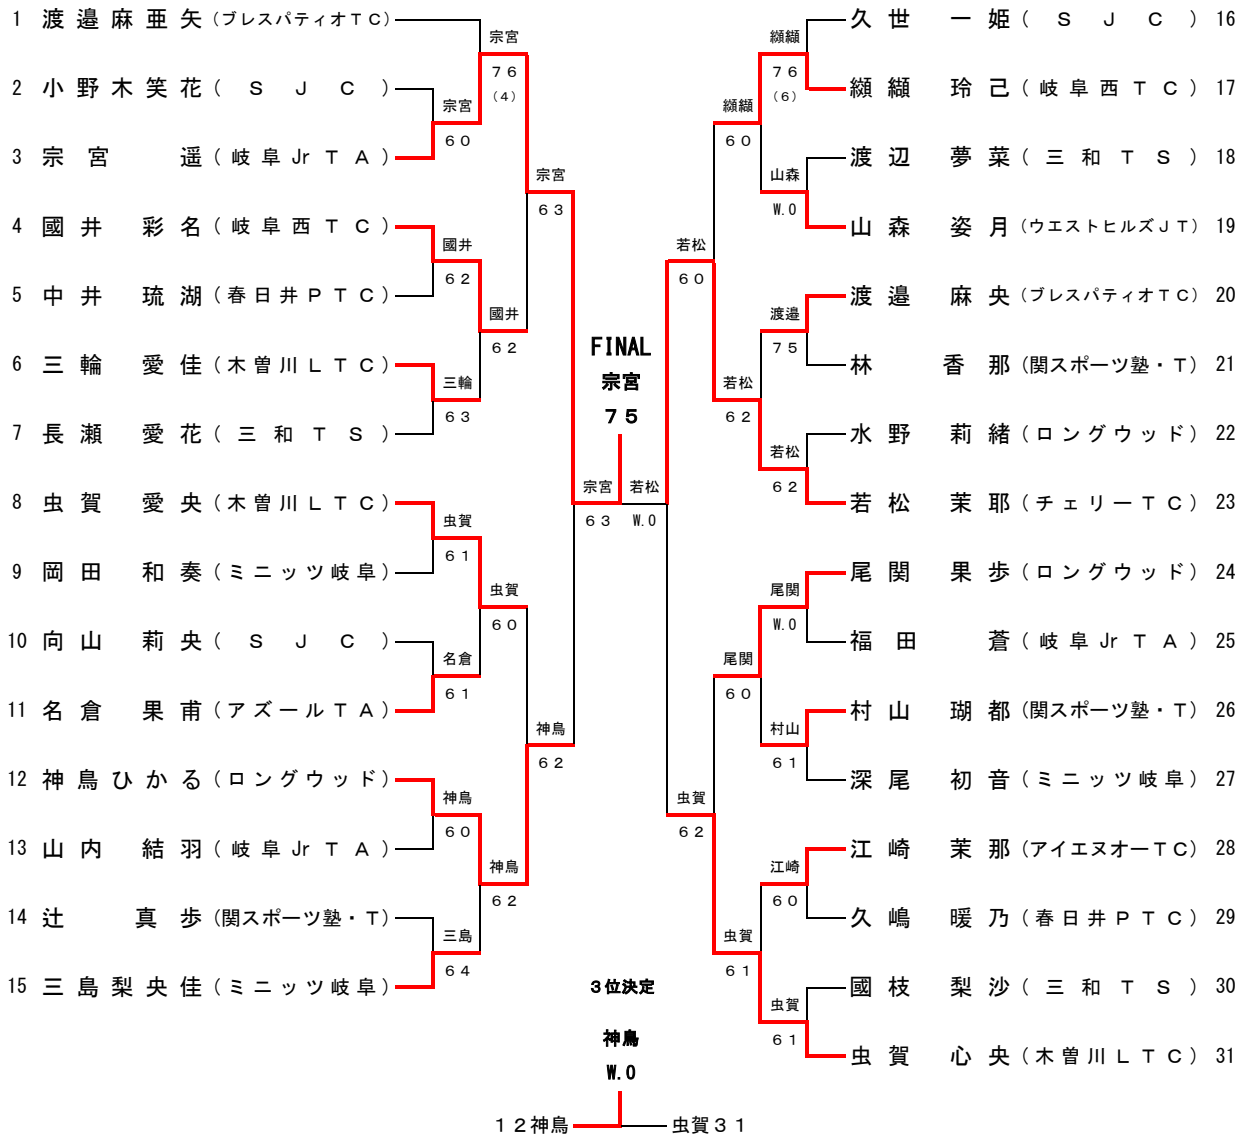 1 渡邉麻亜矢 (ブレスパティオＴＣ)
宗宮
７６
（４）
2 小野木笑花 (ＳＪＣ)
宗宮
６０
3 宗宮 遥 (岐阜JrＴＡ)
宗宮
６３
4 國井 彩名 (岐阜西ＴＣ)
國井
６２
5 中井 琉湖 (春日井ＰＴＣ)
國井
６２
6 三輪 愛佳 (木曽川ＬＴＣ)
三輪
６３
7 長瀬 愛花 (三和ＴＳ)
8 虫賀 愛央 (木曽川ＬＴＣ)
虫賀
６１
9 岡田 和奏 (ミニッツ岐阜)
虫賀
６０
10 向山 莉央 (ＳＪＣ)
名倉
６１
11 名倉 果甫 (アズールＴＡ)
神鳥
６２
12 神鳥ひかる (ロングウッド)
神鳥
６０
13 山内 結羽 (岐阜JrＴＡ)
神鳥
６２
14 辻 真歩 (関スポーツ塾・Ｔ)
三島
６４
15 三島梨央佳 (ミニッツ岐阜)
FINAL
宗宮
７５
宗宮 若松
６３ W.0
久世 一姫 (ＳＪＣ) 16
纐纈
７６
（６）
纐纈 玲己 (岐阜西ＴＣ) 17
纐纈
６０
渡辺 夢菜 (三和ＴＳ) 18
山森
W.0
山森 姿月 (ウエストヒルズＪＴ) 19
若松
６０
渡邉 麻央 (ブレスパティオＴＣ) 20
渡邉
７５
林 香那 (関スポーツ塾・Ｔ) 21
若松
６２
水野 莉緒 (ロングウッド) 22
若松
６２
若松 茉耶 (チェリーＴＣ) 23
尾関 果歩 (ロングウッド) 24
尾関
W.0
福田 蒼 (岐阜JrＴＡ) 25
尾関
６０
村山 瑚都 (関スポーツ塾・Ｔ) 26
村山
６１
深尾 初音 (ミニッツ岐阜) 27
虫賀
６２
江崎 茉那 (アイエヌオーＴＣ) 28
江崎
６０
久嶋 暖乃 (春日井ＰＴＣ) 29
虫賀
６１
國枝 梨沙 (三和ＴＳ) 30
虫賀
６１
虫賀 心央 (木曽川ＬＴＣ) 31
３位決定
神鳥
W.0
１２神鳥 虫賀３１